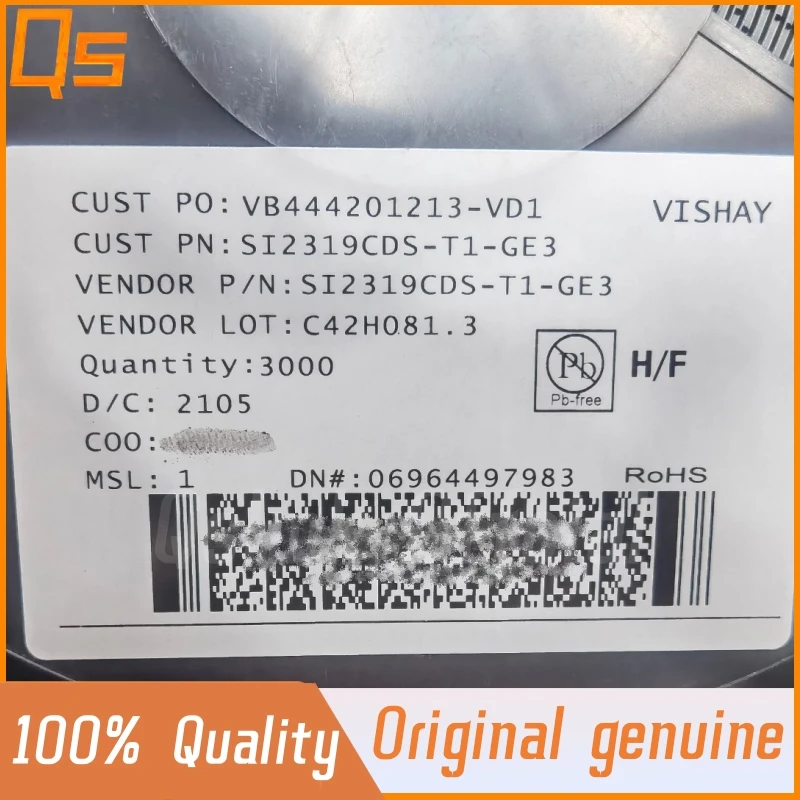 Qs
CUST PO: VB444201213-VD1 VISHAY
CUST PN: SI2319CDS-T1-GE3
VENDOR P/N: SI2319CDS-T1-GE3
VENDOR LOT: C42H081.3
Quantity:3000
Pb
Pb-free
H/F
D/C: 2105
COO:
MSL: 1 DN#: 06964497983 RoHS
100% Quality
Original genuine